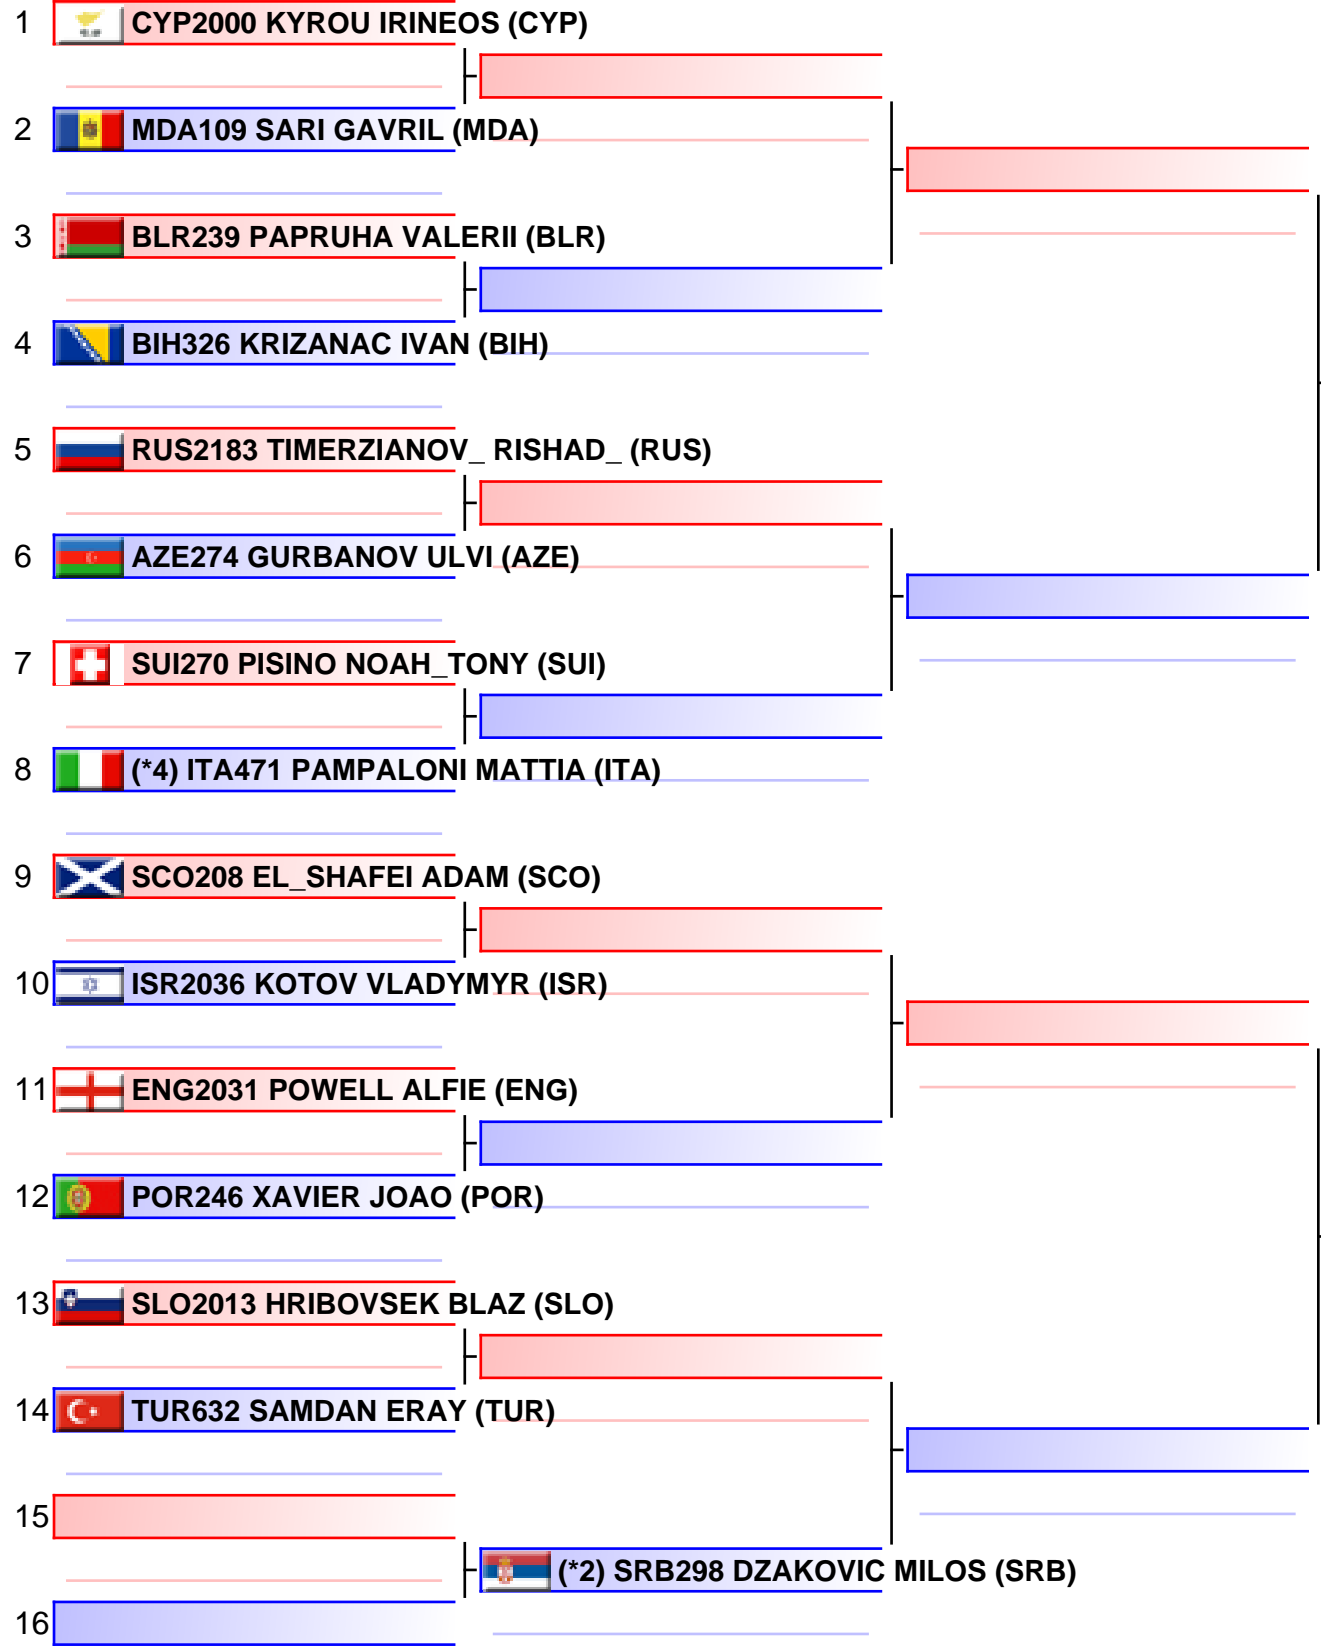 1 CYP2000 KYROU IRINEOS (CYP)
2 MDA109 SARI GAVRIL (MDA)
3 BLR239 PAPRUHA VALERII (BLR)
4 BIH326 KRIZANAC IVAN (BIH)
5 RUS2183 TIMERZIANOV_ RISHAD_ (RUS)
6 AZE274 GURBANOV ULVI (AZE)
7 SUI270 PISINO NOAH_TONY (SUI)
8 (*4) ITA471 PAMPALONI MATTIA (ITA)
9 SCO208 EL_SHAFEI ADAM (SCO)
10 ISR2036 KOTOV VLADYMYR (ISR)
11 ENG2031 POWELL ALFIE (ENG)
12 POR246 XAVIER JOAO (POR)
13 SLO2013 HRIBOVSEK BLAZ (SLO)
14 TUR632 SAMDAN ERAY (TUR)
15
(*2) SRB298 DZAKOVIC MILOS (SRB)
16